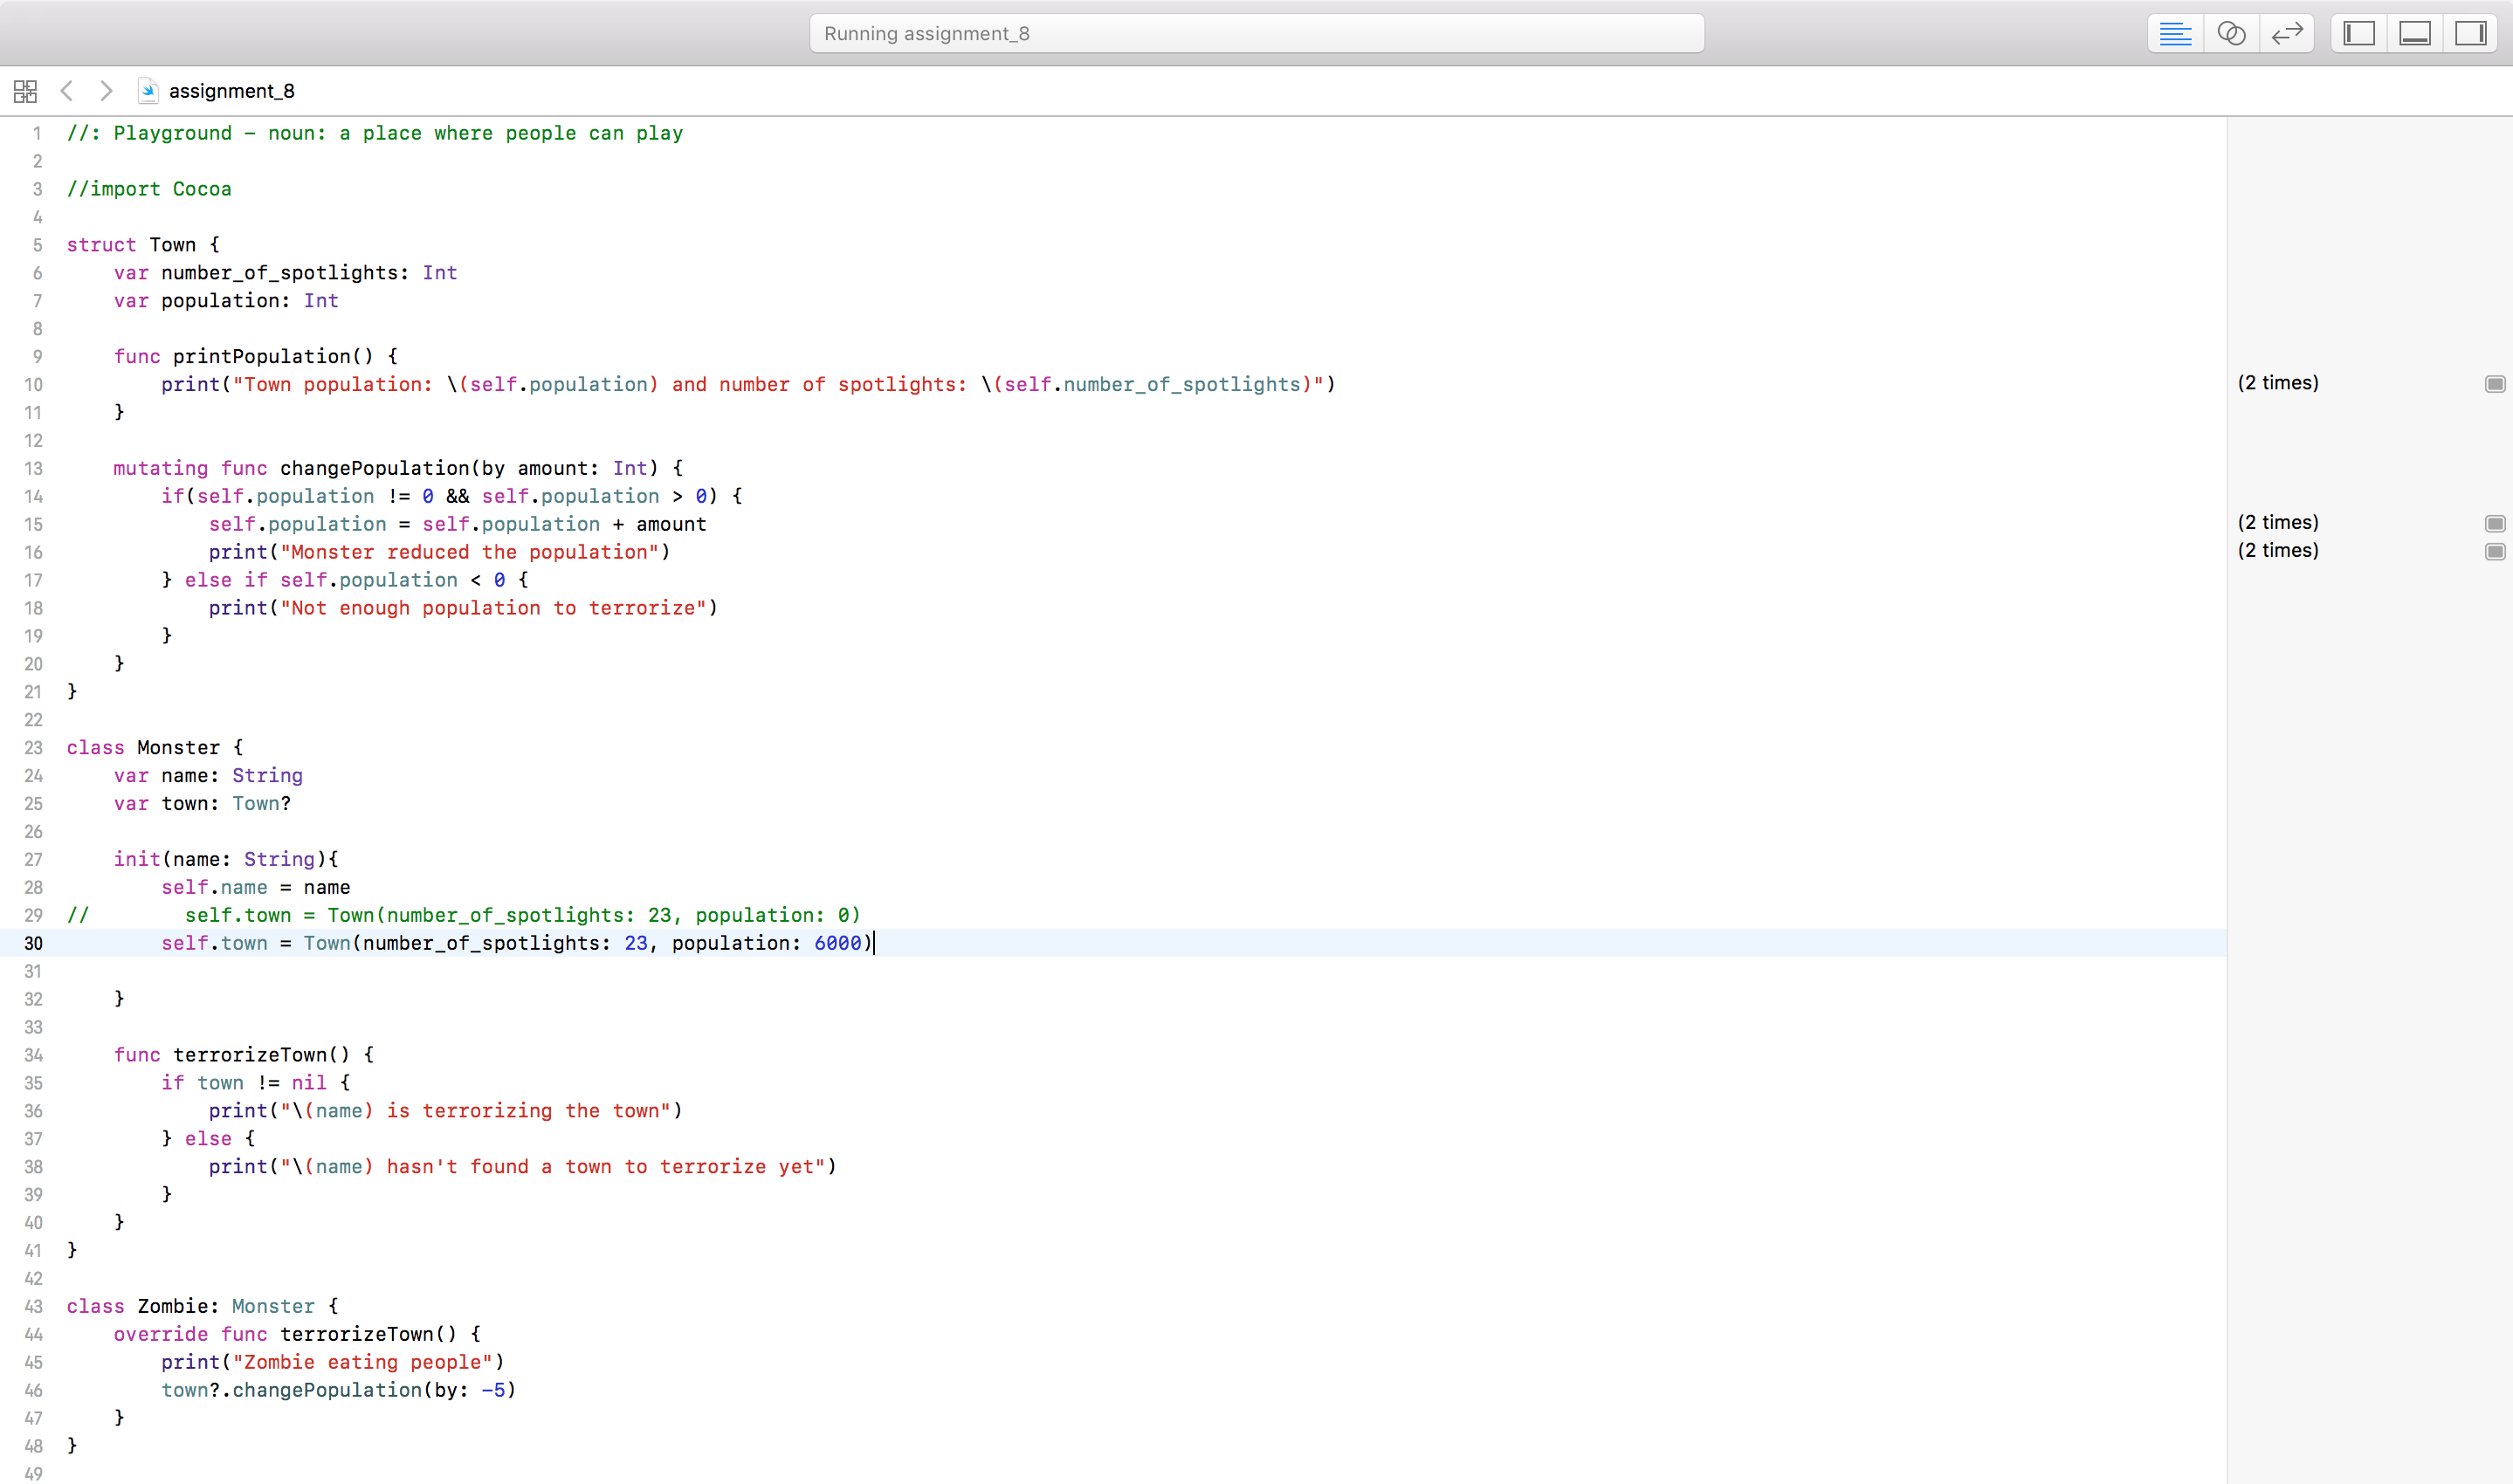 Running assignment_8
assignment_8
1 //: Playground – noun: a place where people can play
2
3 //import Cocoa
4
5 struct Town {
6     var number_of_spotlights: Int
7     var population: Int
8
9     func printPopulation() {
10         print("Town population: \(self.population) and number of spotlights: \(self.number_of_spotlights)") (2 times)
11     }
12
13     mutating func changePopulation(by amount: Int) {
14         if(self.population != 0 && self.population > 0) {
15             self.population = self.population + amount (2 times)
16             print("Monster reduced the population") (2 times)
17         } else if self.population < 0 {
18             print("Not enough population to terrorize")
19         }
20     }
21 }
22
23 class Monster {
24     var name: String
25     var town: Town?
26
27     init(name: String){
28         self.name = name
29 //        self.town = Town(number_of_spotlights: 23, population: 0)
30         self.town = Town(number_of_spotlights: 23, population: 6000)
31
32     }
33
34     func terrorizeTown() {
35         if town != nil {
36             print("\(name) is terrorizing the town")
37         } else {
38             print("\(name) hasn't found a town to terrorize yet")
39         }
40     }
41 }
42
43 class Zombie: Monster {
44     override func terrorizeTown() {
45         print("Zombie eating people")
46         town?.changePopulation(by: -5)
47     }
48 }
49